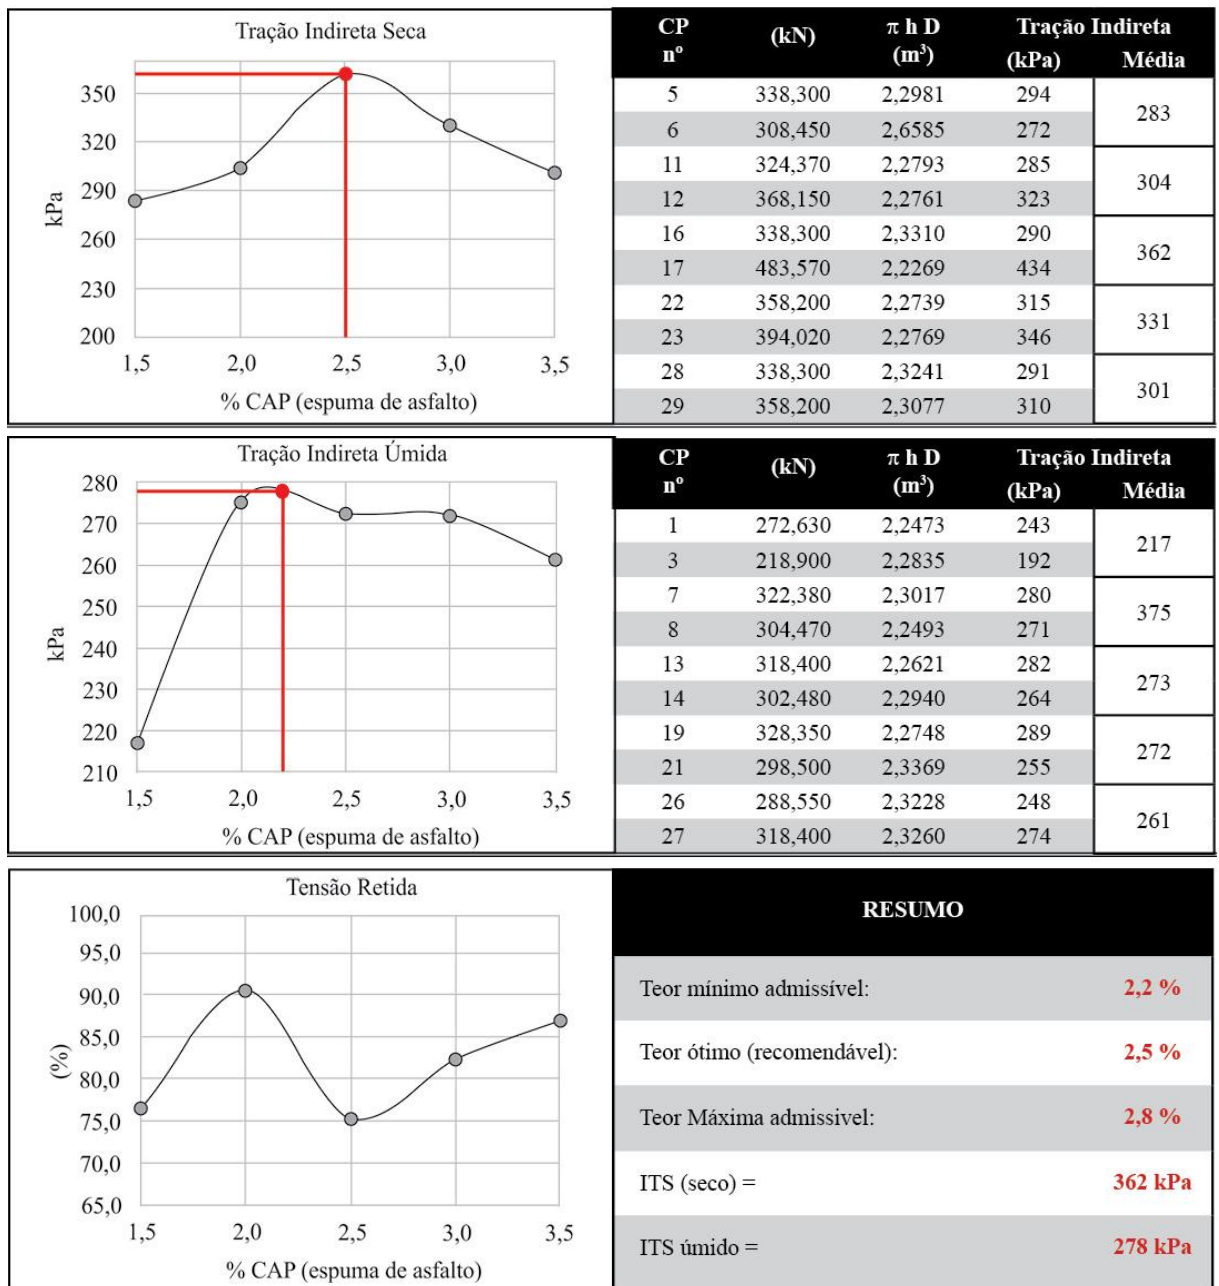 Tração Indireta Seca
kPa
350
320
290
260
230
200
1,5 2,0 2,5 3,0 3,5
% CAP (espuma de asfalto)
CP nº (kN) π h D (m³) Tração Indireta
(kPa) Média
5 338,300 2,2981 294 283
6 308,450 2,6585 272
11 324,370 2,2793 285 304
12 368,150 2,2761 323
16 338,300 2,3310 290 362
17 483,570 2,2269 434
22 358,200 2,2739 315 331
23 394,020 2,2769 346
28 338,300 2,3241 291 301
29 358,200 2,3077 310
Tração Indireta Úmida
kPa
280
270
260
250
240
230
220
210
1,5 2,0 2,5 3,0 3,5
% CAP (espuma de asfalto)
CP nº (kN) π h D (m³) Tração Indireta
(kPa) Média
1 272,630 2,2473 243 217
3 218,900 2,2835 192
7 322,380 2,3017 280 375
8 304,470 2,2493 271
13 318,400 2,2621 282 273
14 302,480 2,2940 264
19 328,350 2,2748 289 272
21 298,500 2,3369 255
26 288,550 2,3228 248 261
27 318,400 2,3260 274
Tensão Retida
(%)
100,0
95,0
90,0
85,0
80,0
75,0
70,0
65,0
1,5 2,0 2,5 3,0 3,5
% CAP (espuma de asfalto)
RESUMO
Teor mínimo admissível: 2,2 %
Teor ótimo (recomendável): 2,5 %
Teor Máxima admissivel: 2,8 %
ITS (seco) = 362 kPa
ITS úmido = 278 kPa